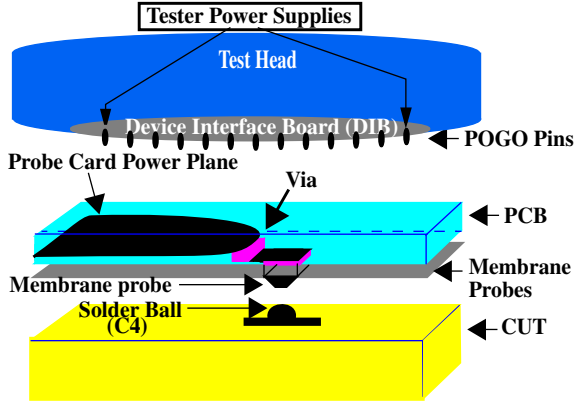 Tester Power Supplies
Test Head
Device Interface Board (DIB)
POGO Pins
Probe Card Power Plane
Via
PCB
Membrane
Probes
Membrane probe
Solder Ball
(C4)
CUT